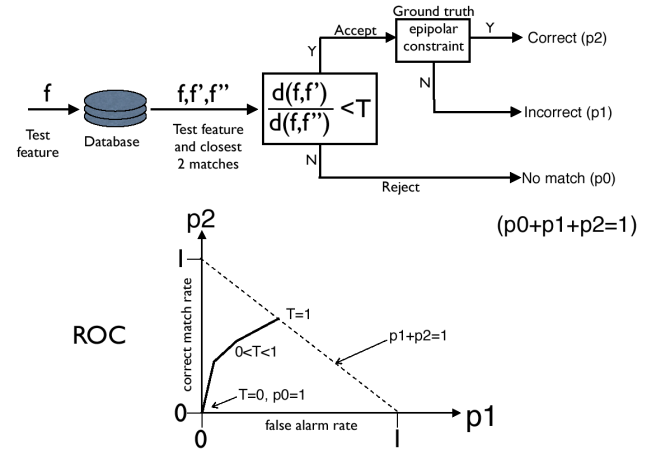 Ground truth
epipolar
constraint
Y
Correct (p2)
Accept
Y
N
Incorrect (p1)
f
Test
feature
Database
f,f',f''
Test feature
and closest
2 matches
d(f,f')
d(f,f'')
<T
N
Reject
No match (p0)
(p0+p1+p2=1)
p2
1
correct match rate
ROC
T=1
0<T<1
p1+p2=1
T=0, p0=1
0
0
false alarm rate
1
p1